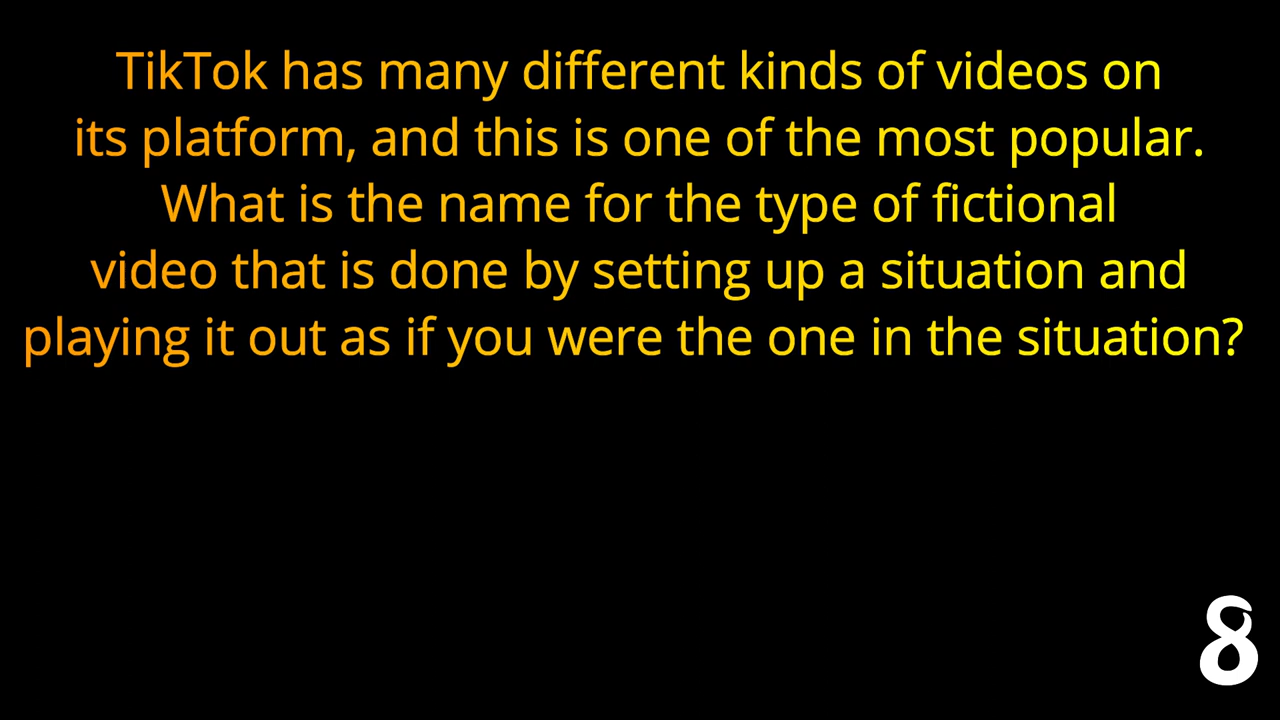 TikTok has many different kinds of videos on
its platform, and this is one of the most popular.
What is the name for the type of fictional
video that is done by setting up a situation and
playing it out as if you were the one in the situation?
8